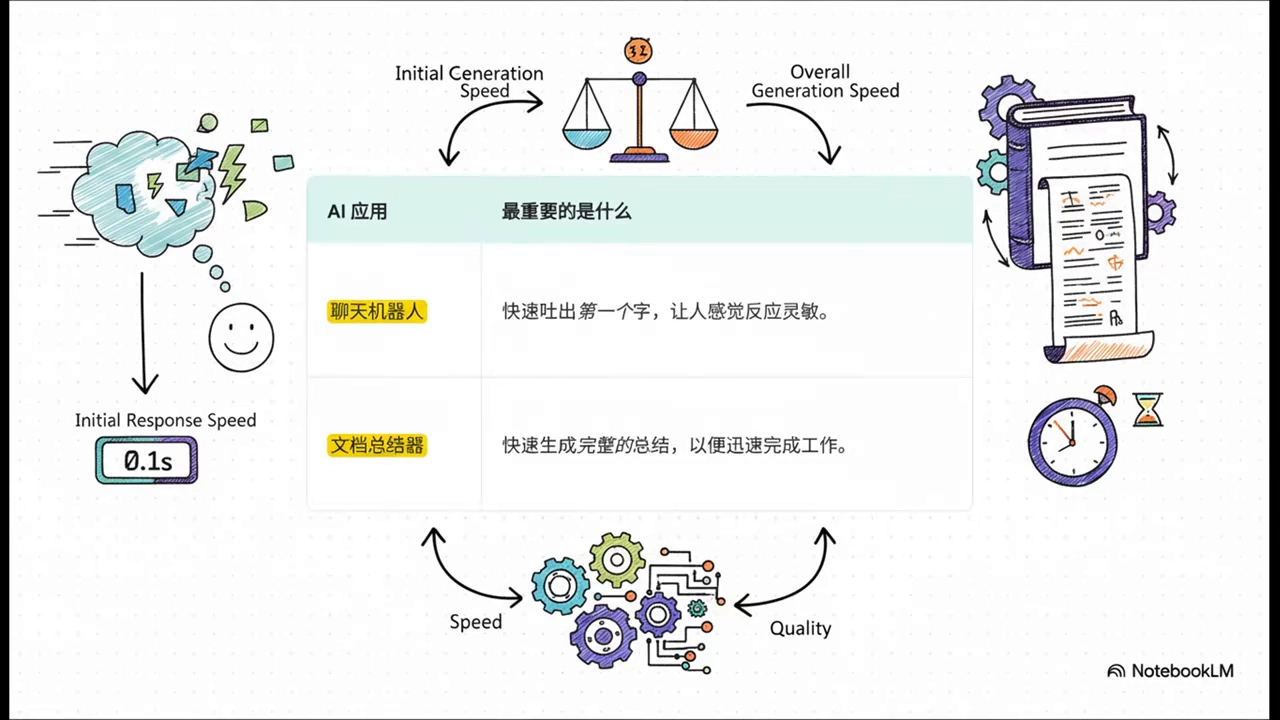 Initial Generation
Speed
Overall
Generation Speed
AI 应用
最重要的是什么
聊天机器人
快速吐出第一个字，让人感觉反应灵敏。
文档总结器
快速生成完整的总结，以便迅速完成工作。
Initial Response Speed
0.1s
Speed
Quality
NotebookLM